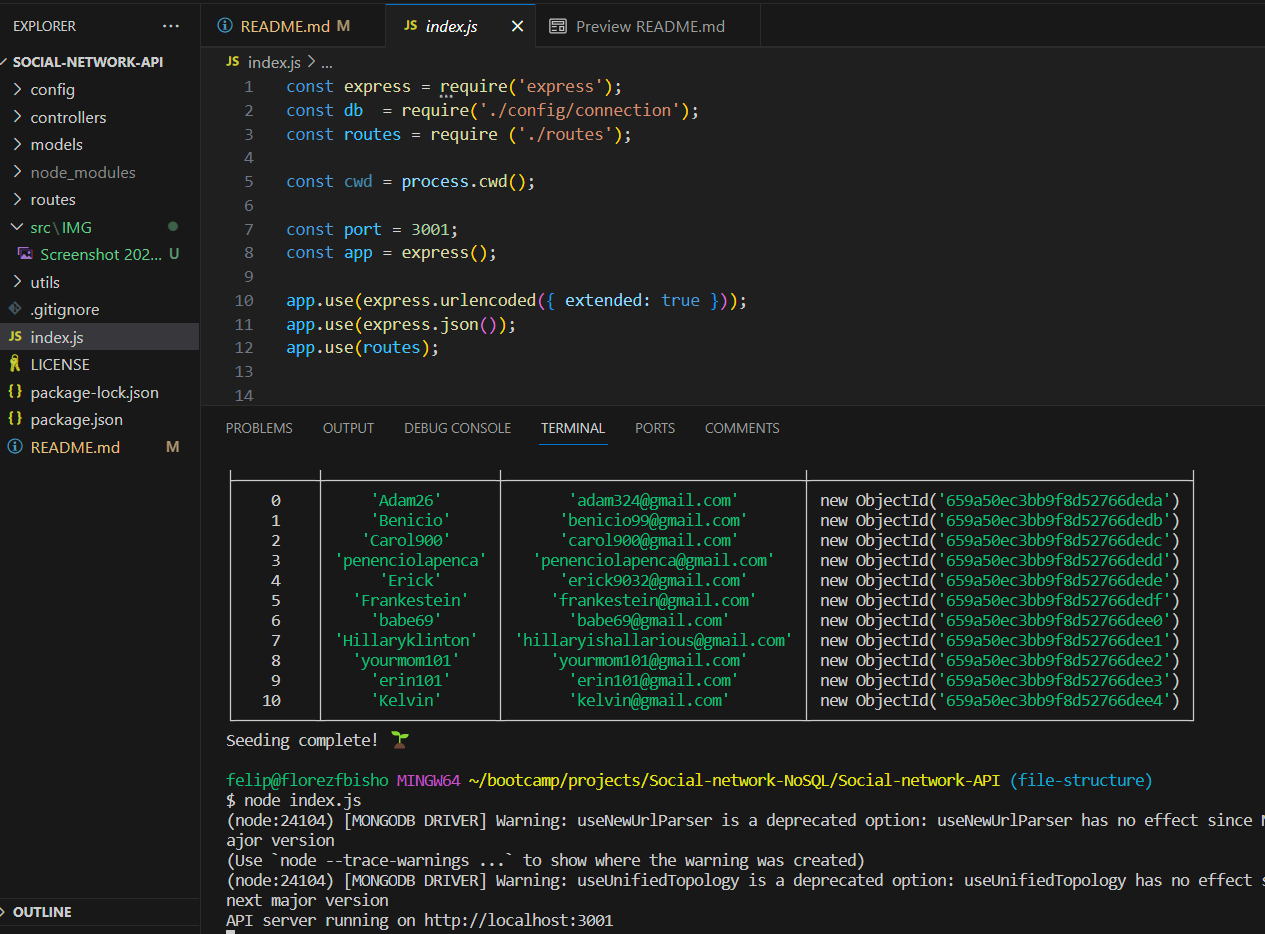 EXPLORER ...
SOCIAL-NETWORK-API
config
controllers
models
node_modules
routes
src\IMG
Screenshot 202... U
utils
.gitignore
JS index.js
LICENSE
{} package-lock.json
{} package.json
README.md M
OUTLINE
README.md M
JS index.js
Preview README.md
JS index.js > ...
1 const express = require('express');
2 const db  = require('./config/connection');
3 const routes = require ('./routes');
4
5 const cwd = process.cwd();
6
7 const port = 3001;
8 const app = express();
9
10 app.use(express.urlencoded({ extended: true }));
11 app.use(express.json());
12 app.use(routes);
13
14
PROBLEMS OUTPUT DEBUG CONSOLE TERMINAL PORTS COMMENTS
0 'Adam26' 'adam324@gmail.com' new ObjectId('659a50ec3bb9f8d52766deda')
1 'Benicio' 'benicio99@gmail.com' new ObjectId('659a50ec3bb9f8d52766dedb')
2 'Carol900' 'carol900@gmail.com' new ObjectId('659a50ec3bb9f8d52766dedc')
3 'penenciolapenca' 'penenciolapenca@gmail.com' new ObjectId('659a50ec3bb9f8d52766dedd')
4 'Erick' 'erick9032@gmail.com' new ObjectId('659a50ec3bb9f8d52766dede')
5 'Frankestein' 'frankestein@gmail.com' new ObjectId('659a50ec3bb9f8d52766dedf')
6 'babe69' 'babe69@gmail.com' new ObjectId('659a50ec3bb9f8d52766dee0')
7 'Hillaryklinton' 'hillaryishallarious@gmail.com' new ObjectId('659a50ec3bb9f8d52766dee1')
8 'yourmom101' 'yourmom101@gmail.com' new ObjectId('659a50ec3bb9f8d52766dee2')
9 'erin101' 'erin101@gmail.com' new ObjectId('659a50ec3bb9f8d52766dee3')
10 'Kelvin' 'kelvin@gmail.com' new ObjectId('659a50ec3bb9f8d52766dee4')
Seeding complete! 🌱
felip@florezfbisho MINGW64 ~/bootcamp/projects/Social-network-NoSQL/Social-network-API (file-structure)
$ node index.js
(node:24104) [MONGODB DRIVER] Warning: useNewUrlParser is a deprecated option: useNewUrlParser has no effect since
ajor version
(Use `node --trace-warnings ...` to show where the warning was created)
(node:24104) [MONGODB DRIVER] Warning: useUnifiedTopology is a deprecated option: useUnifiedTopology has no effect
next major version
API server running on http://localhost:3001